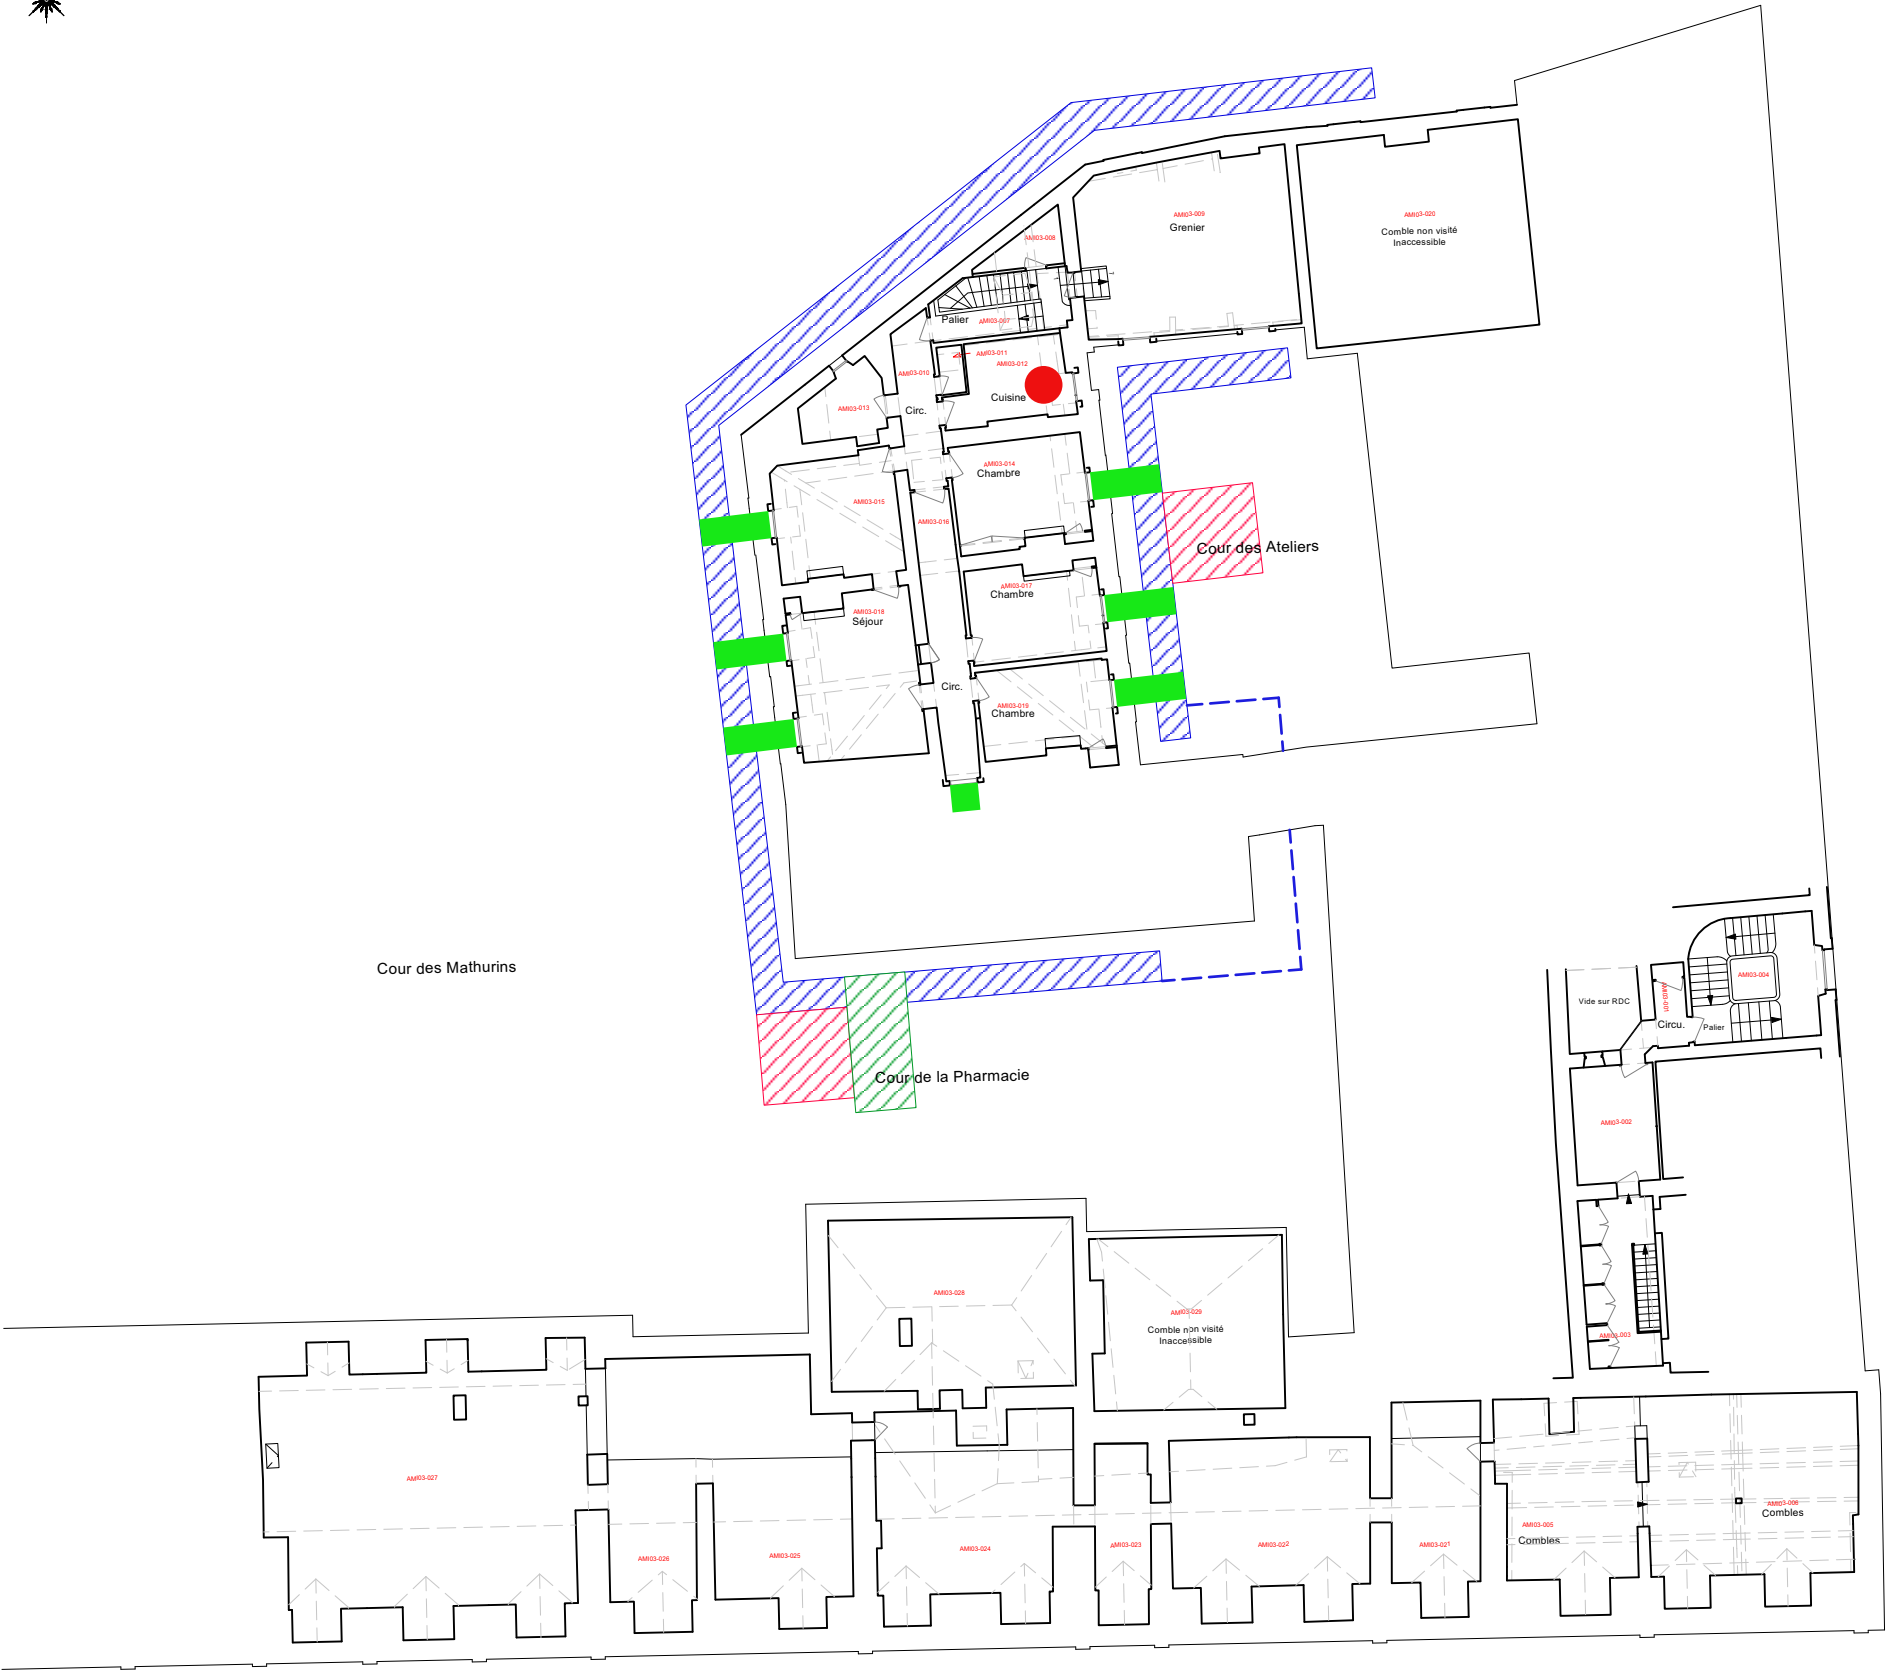 AMI03-009
Grenier
AMI03-020
Comble non visité
Inaccessible
AMI03-008
Palier
AMI03-007
AMI03-011
AMI03-012
AMI03-010
Cuisine
AMI03-013
Circ.
AMI03-014
Chambre
AMI03-015
AMI03-016
Cour des Ateliers
AMI03-017
Chambre
AMI03-018
Séjour
Circ.
AMI03-019
Chambre
Cour des Mathurins
AMI03-004
Vide sur RDC
AMI03-001
Circu.
Palier
Cour de la Pharmacie
AMI03-002
AMI03-028
AMI03-029
Comble non visité
Inaccessible
AMI03-003
AMI03-027
AMI03-006
Combles
AMI03-005
Combles
AMI03-026
AMI03-025
AMI03-024
AMI03-023
AMI03-022
AMI03-021